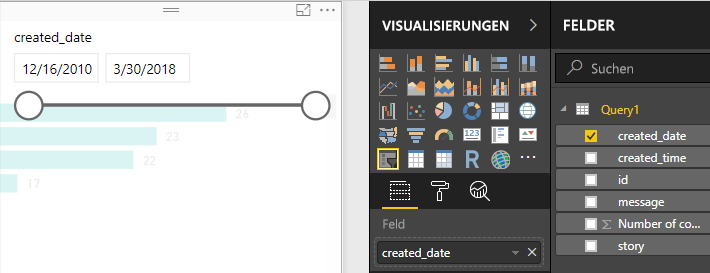 created_date
12/16/2010 3/30/2018
26
23
22
17
VISUALISIERUNGEN
123
R
Feld
created_date
FELDER
Suchen
Query1
created_date
created_time
id
message
Σ Number of co...
story